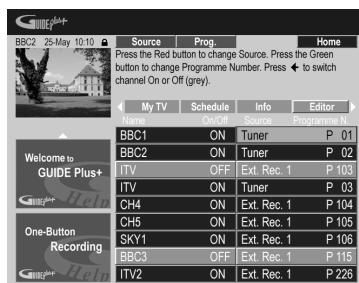 GUIDEplus+
BBC2 25-May 10:10
Source Prog. Home
Press the Red button to change Source. Press the Green
button to change Programme Number. Press ← to switch
channel On or Off (grey).
My TV Schedule Info Editor
Name On/Off Source Programme N.
BBC1 ON Tuner P 01
BBC2 ON Tuner P 02
ITV OFF Ext. Rec. 1 P 103
ITV ON Tuner P 03
CH4 ON Ext. Rec. 1 P 104
CH5 ON Ext. Rec. 1 P 105
SKY1 ON Ext. Rec. 1 P 106
BBC3 OFF Ext. Rec. 1 P 115
ITV2 ON Ext. Rec. 1 P 226
Welcome to
GUIDE Plus+
GUIDEplus+ Help
One-Button
Recording
GUIDEplus+ Help